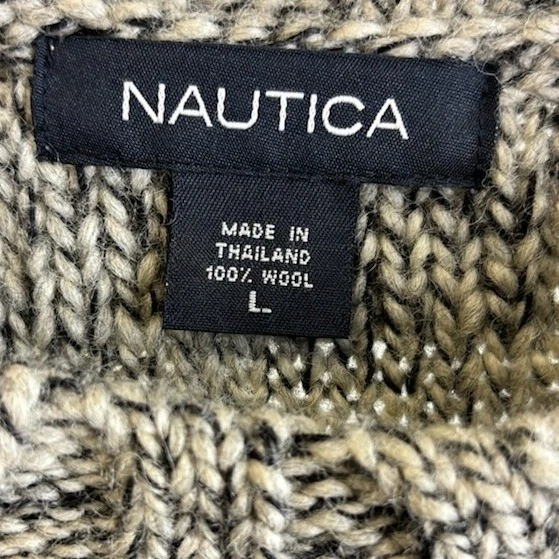 NAUTICA
MADE IN
THAILAND
100% WOOL
L